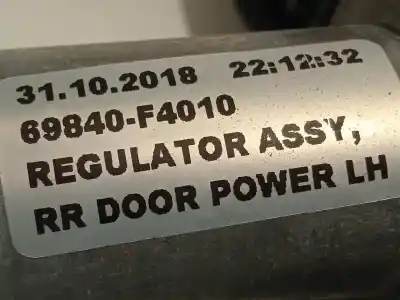 31.10.2018 22:12:32
69840-F4010
REGULATOR ASSY,
RR DOOR POWER LH